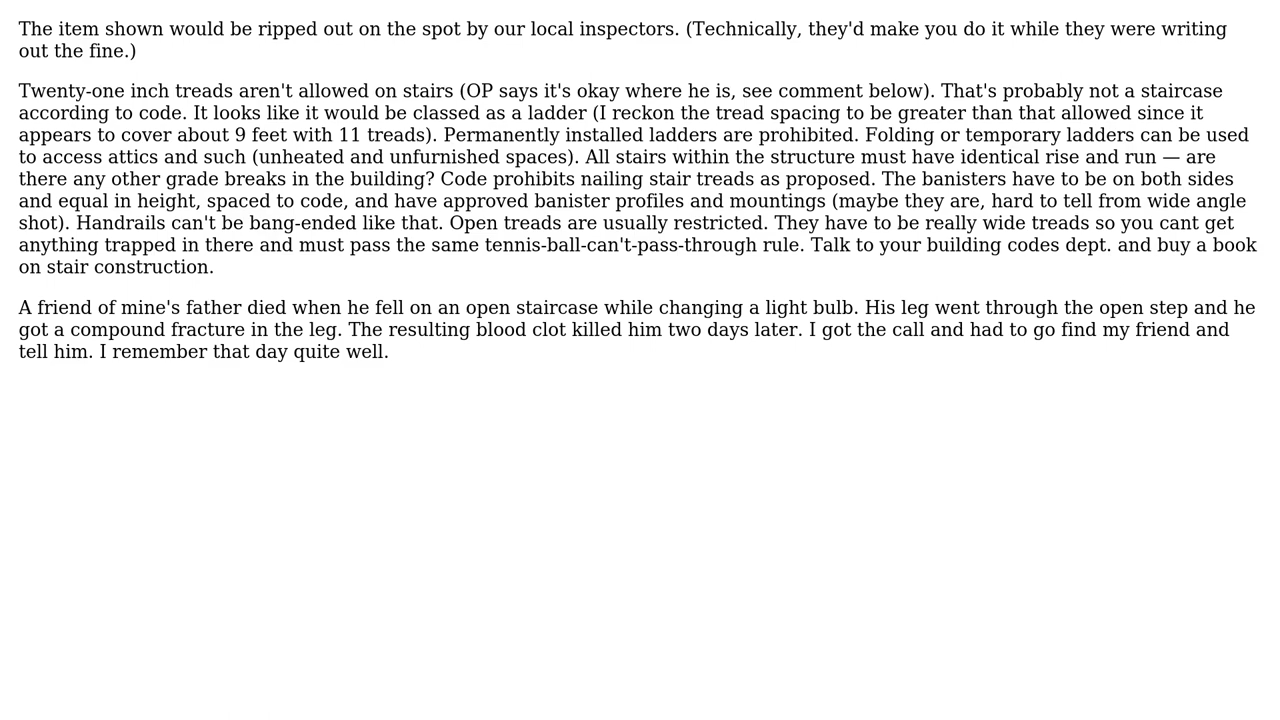 The item shown would be ripped out on the spot by our local inspectors. (Technically, they'd make you do it while they were writing
out the fine.)
Twenty-one inch treads aren't allowed on stairs (OP says it's okay where he is, see comment below). That's probably not a staircase
according to code. It looks like it would be classed as a ladder (I reckon the tread spacing to be greater than that allowed since it
appears to cover about 9 feet with 11 treads). Permanently installed ladders are prohibited. Folding or temporary ladders can be used
to access attics and such (unheated and unfurnished spaces). All stairs within the structure must have identical rise and run — are
there any other grade breaks in the building? Code prohibits nailing stair treads as proposed. The banisters have to be on both sides
and equal in height, spaced to code, and have approved banister profiles and mountings (maybe they are, hard to tell from wide angle
shot). Handrails can't be bang-ended like that. Open treads are usually restricted. They have to be really wide treads so you cant get
anything trapped in there and must pass the same tennis-ball-can't-pass-through rule. Talk to your building codes dept. and buy a book
on stair construction.
A friend of mine's father died when he fell on an open staircase while changing a light bulb. His leg went through the open step and he
got a compound fracture in the leg. The resulting blood clot killed him two days later. I got the call and had to go find my friend and
tell him. I remember that day quite well.